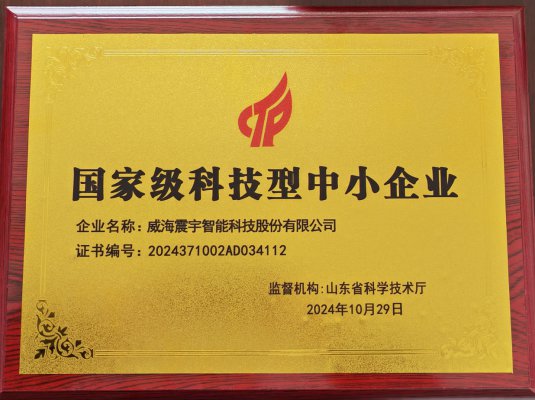 CTP
国家级科技型中小企业
企业名称：威海震宇智能科技股份有限公司
证书编号：2024371002AD034112
监督机构:山东省科学技术厅
2024年10月29日